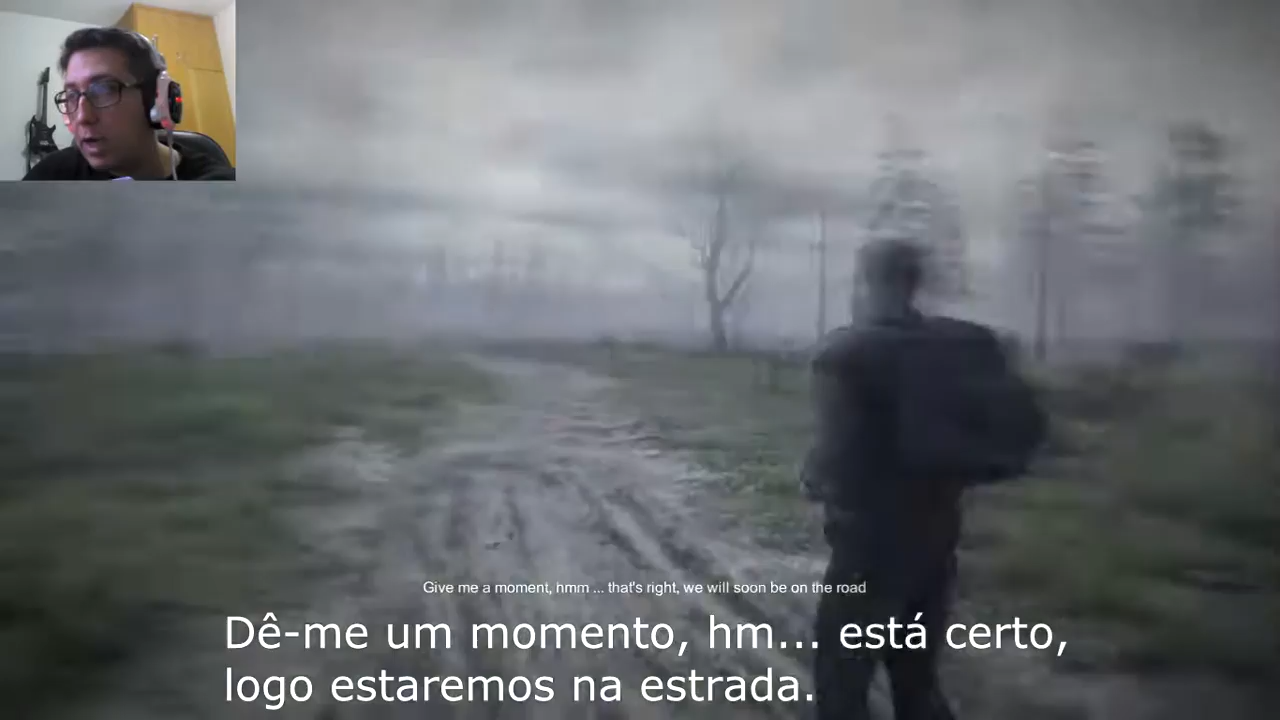 Give me a moment, hmm ... that's right, we will soon be on the road
Dê-me um momento, hm... está certo,
logo estaremos na estrada.